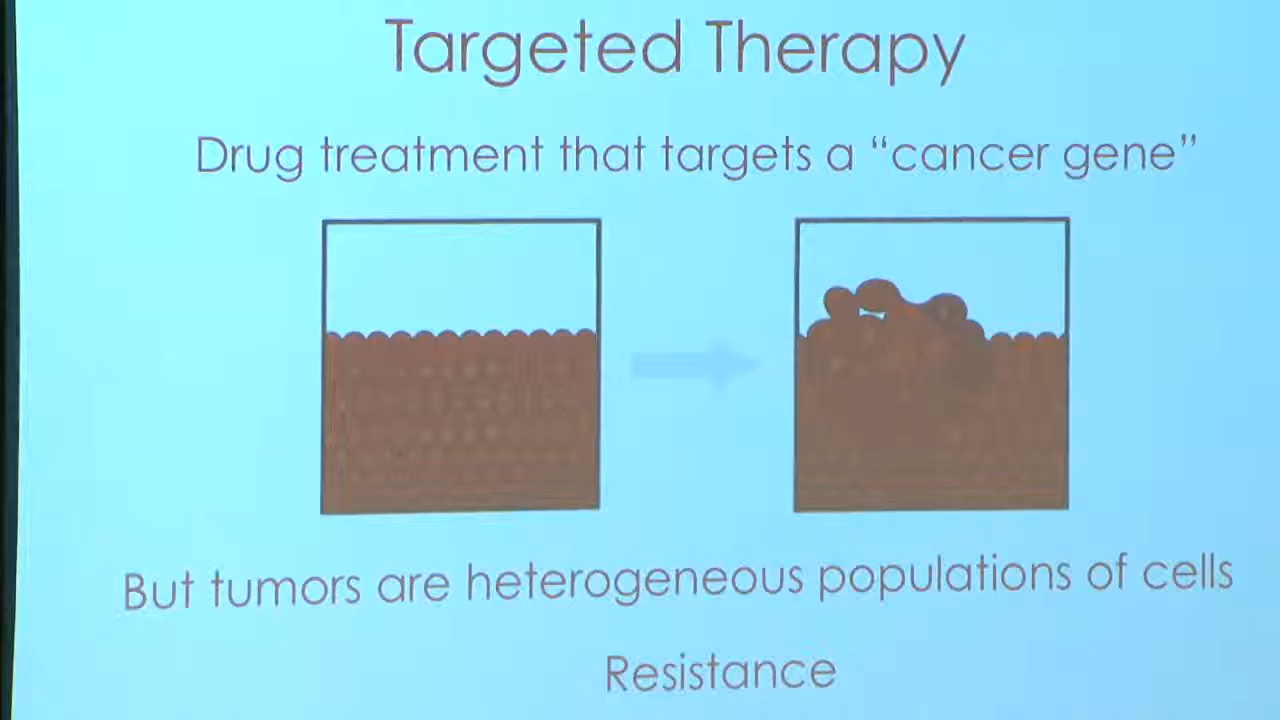 Targeted Therapy
Drug treatment that targets a “cancer gene”
But tumors are heterogeneous populations of cells
Resistance